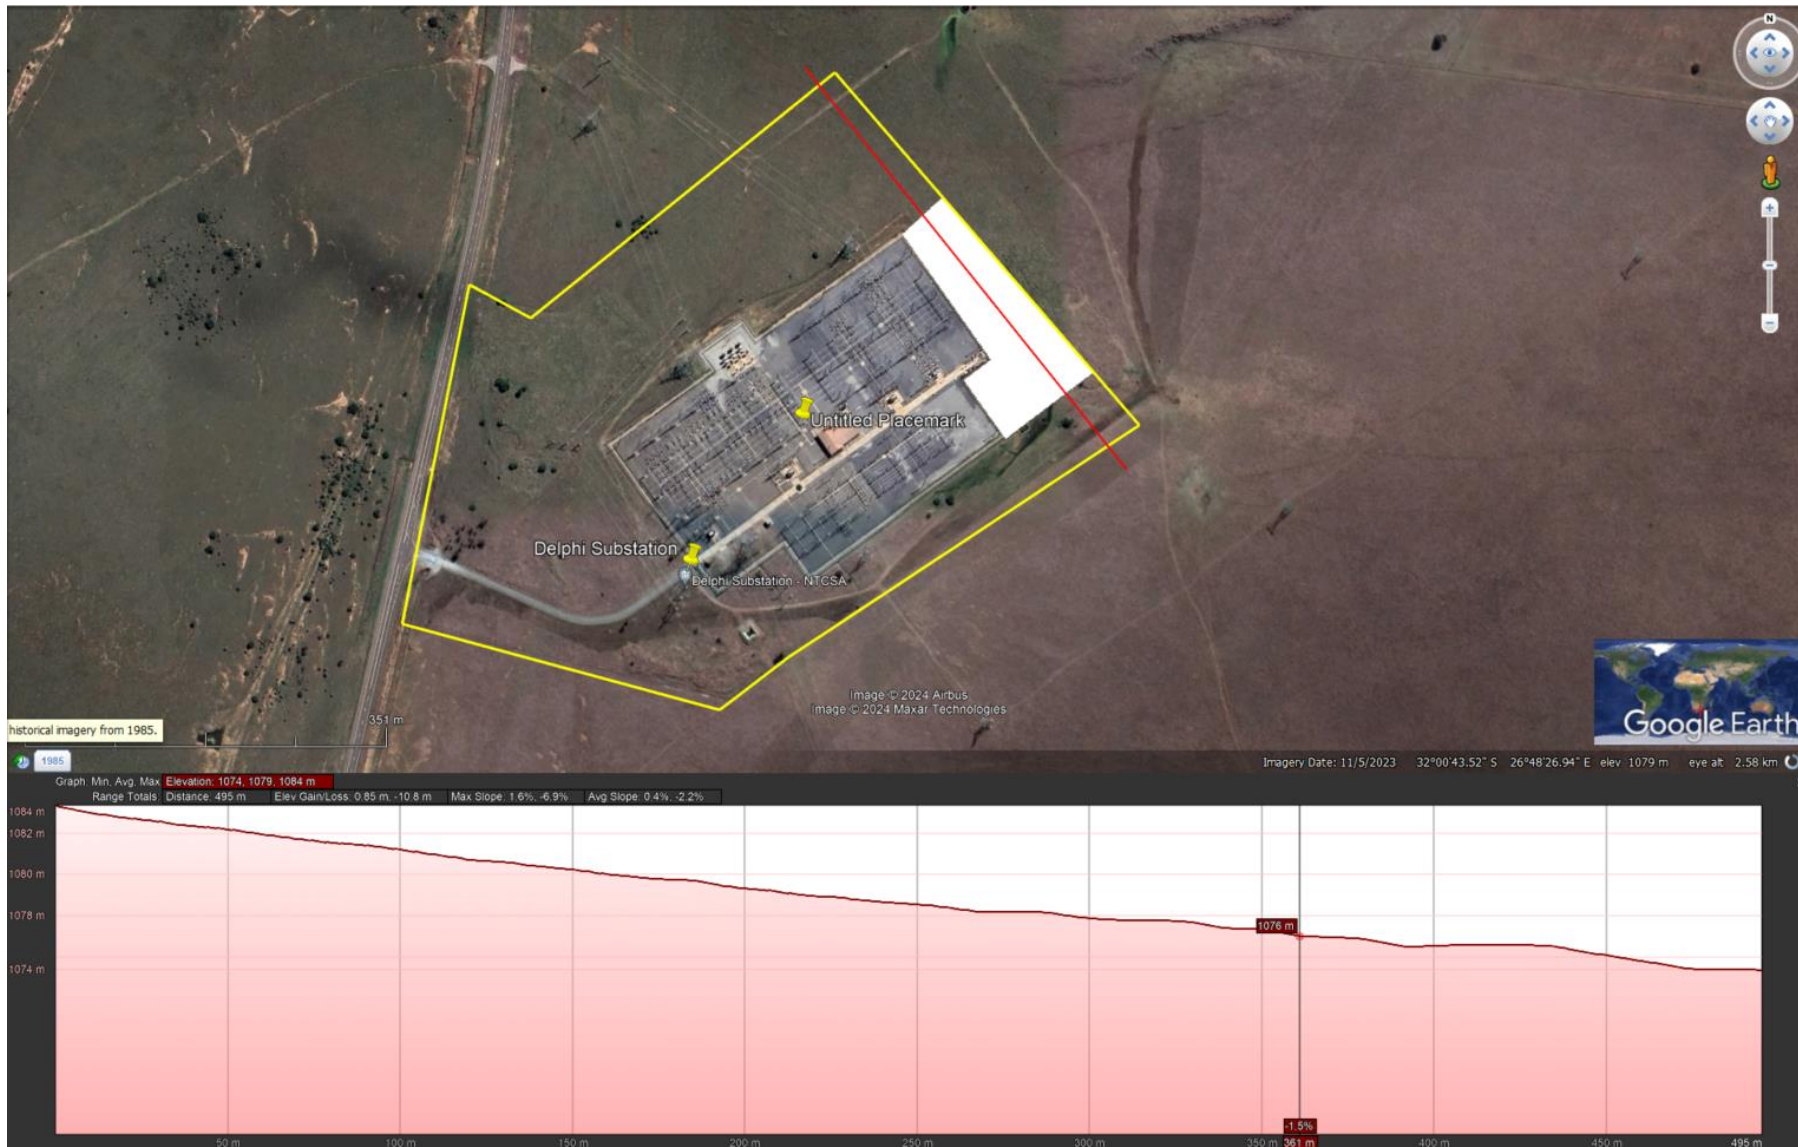 N
Untitled Placemark
Delphi Substation
Delphi Substation - NTCSA
Image © 2024 Airbus
Image © 2024 Maxar Technologies
351 m
historical imagery from 1985.
Google Earth
1985
Imagery Date: 11/5/2023 32°00'43.52" S 26°48'26.94" E elev 1079 m eye alt 2.58 km
Graph: Min, Avg, Max Elevation: 1074, 1079, 1084 m
Range Totals: Distance: 495 m Elev Gain/Loss: 0.85 m, -10.8 m Max Slope: 1.6%, -6.9% Avg Slope: 0.4%, -2.2%
1084 m
1082 m
1080 m
1078 m
1076 m
1074 m
-1.5%
50 m 100 m 150 m 200 m 250 m 300 m 350 m 361 m 400 m 450 m 495 m